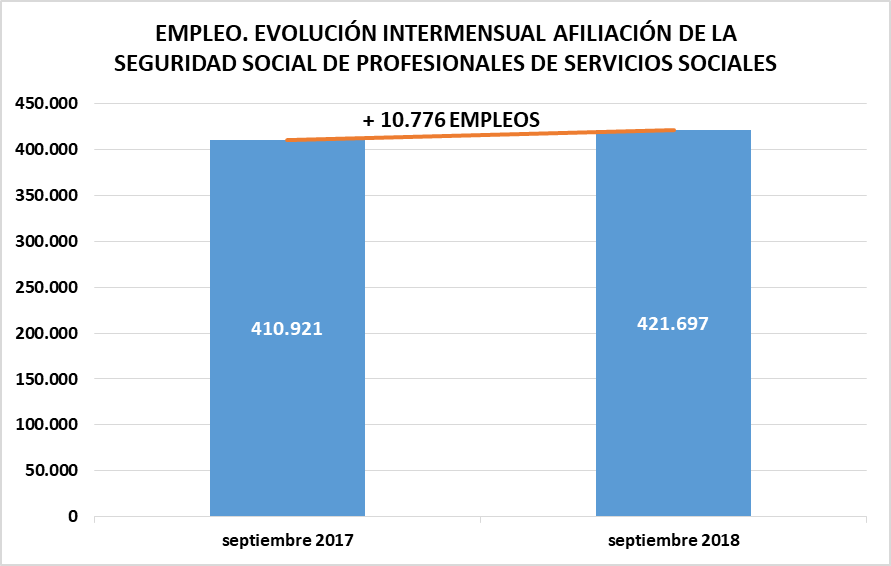 EMPLEO. EVOLUCIÓN INTERMENSUAL AFILIACIÓN DE LA
SEGURIDAD SOCIAL DE PROFESIONALES DE SERVICIOS SOCIALES
450.000
+ 10.776 EMPLEOS
400.000
350.000
300.000
250.000
410.921
421.697
200.000
150.000
100.000
50.000
0
septiembre 2017
septiembre 2018